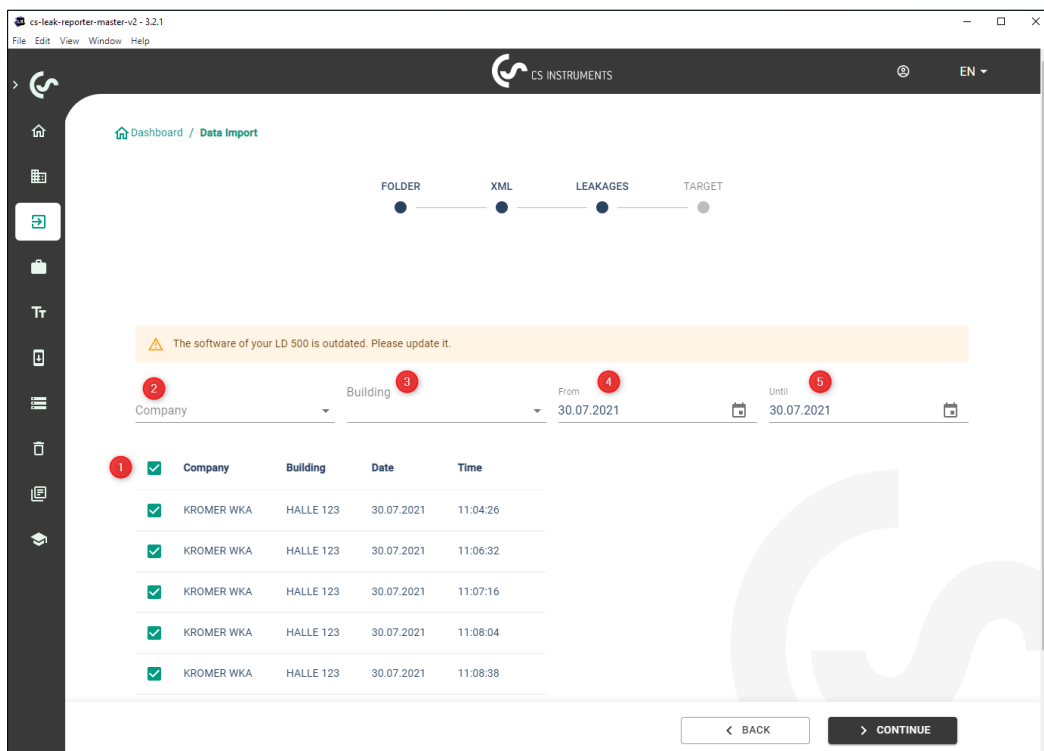 cs-leak-reporter-master-v2 - 3.2.1
File Edit View Window Help
CS INSTRUMENTS
EN
Dashboard / Data Import
FOLDER XML LEAKAGES TARGET
The software of your LD 500 is outdated. Please update it.
2 3 4 5
Company Building From Until
30.07.2021 30.07.2021
1 Company Building Date Time
KROMER WKA HALLE 123 30.07.2021 11:04:26
KROMER WKA HALLE 123 30.07.2021 11:06:32
KROMER WKA HALLE 123 30.07.2021 11:07:16
KROMER WKA HALLE 123 30.07.2021 11:08:04
KROMER WKA HALLE 123 30.07.2021 11:08:38
BACK CONTINUE